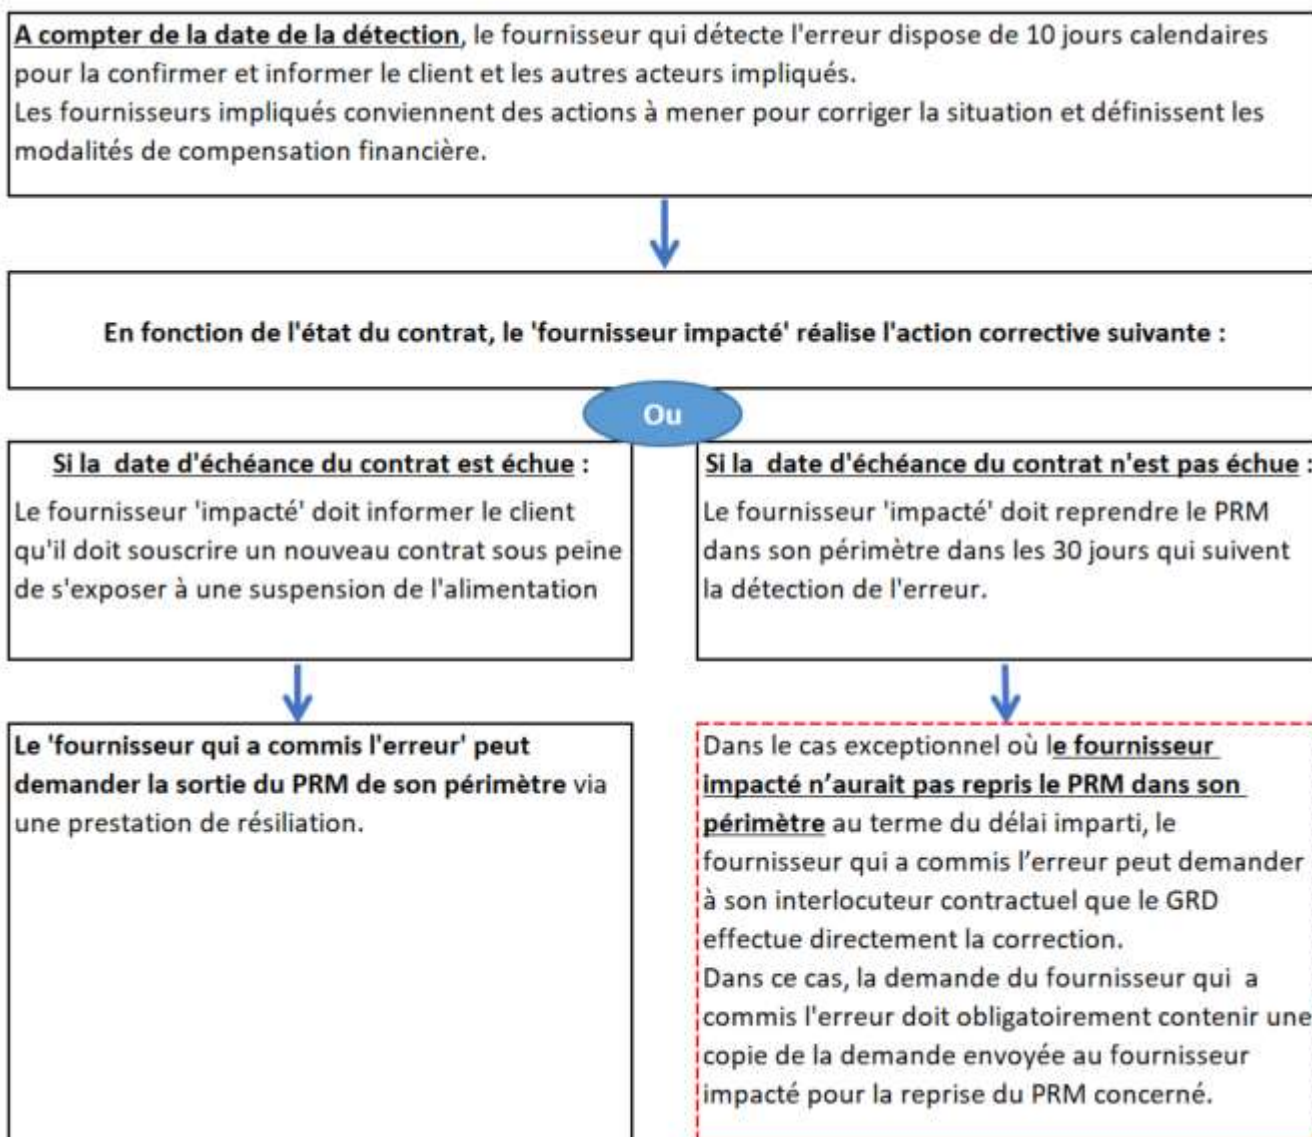 A compter de la date de la détection, le fournisseur qui détecte l'erreur dispose de 10 jours calendaires
pour la confirmer et informer le client et les autres acteurs impliqués.
Les fournisseurs impliqués conviennent des actions à mener pour corriger la situation et définissent les
modalités de compensation financière.
En fonction de l'état du contrat, le 'fournisseur impacté' réalise l'action corrective suivante :
Ou
Si la date d'échéance du contrat est échue :
Le fournisseur 'impacté' doit informer le client
qu'il doit souscrire un nouveau contrat sous peine
de s'exposer à une suspension de l'alimentation
Si la date d'échéance du contrat n'est pas échue :
Le fournisseur 'impacté' doit reprendre le PRM
dans son périmètre dans les 30 jours qui suivent
la détection de l'erreur.
Le 'fournisseur qui a commis l'erreur' peut
demander la sortie du PRM de son périmètre via
une prestation de résiliation.
Dans le cas exceptionnel où le fournisseur
impacté n’aurait pas repris le PRM dans son
périmètre au terme du délai imparti, le
fournisseur qui a commis l’erreur peut demander
à son interlocuteur contractuel que le GRD
effectue directement la correction.
Dans ce cas, la demande du fournisseur qui a
commis l'erreur doit obligatoirement contenir une
copie de la demande envoyée au fournisseur
impacté pour la reprise du PRM concerné.